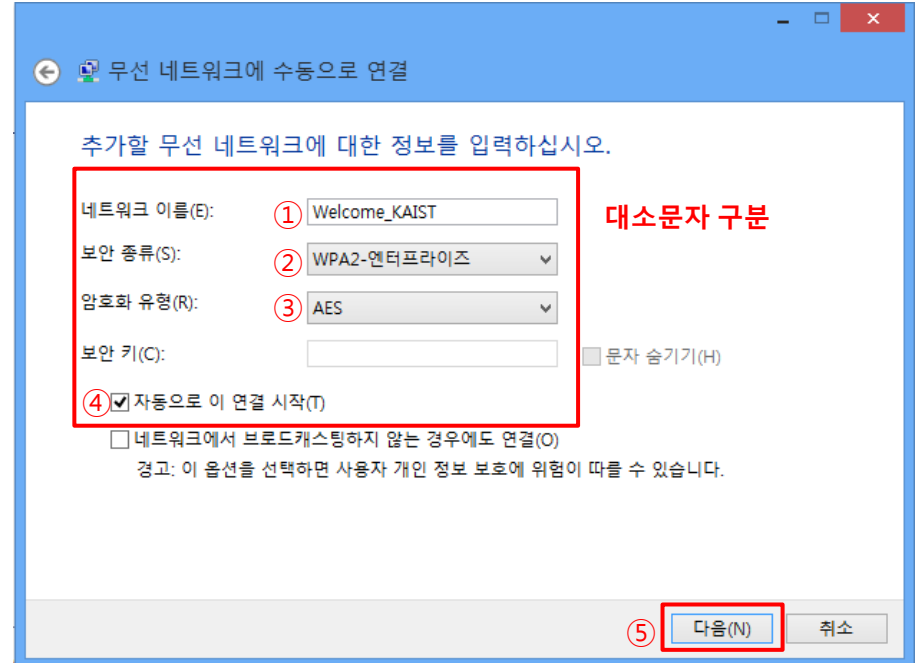 무선 네트워크에 수동으로 연결
추가할 무선 네트워크에 대한 정보를 입력하십시오.
네트워크 이름(E): ① Welcome_KAIST 대소문자 구분
보안 종류(S): ② WPA2-엔터프라이즈
암호화 유형(R): ③ AES
보안 키(C): 문자 숨기기(H)
④ 자동으로 이 연결 시작(T)
네트워크에서 브로드캐스팅하지 않는 경우에도 연결(O)
경고: 이 옵션을 선택하면 사용자 개인 정보 보호에 위험이 따를 수 있습니다.
⑤ 다음(N) 취소